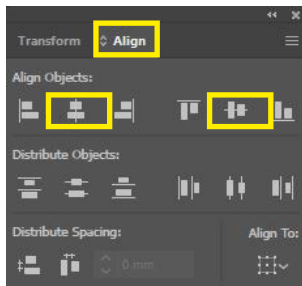 Transform Align
Align Objects:
Distribute Objects:
Distribute Spacing: Align To:
0 mm